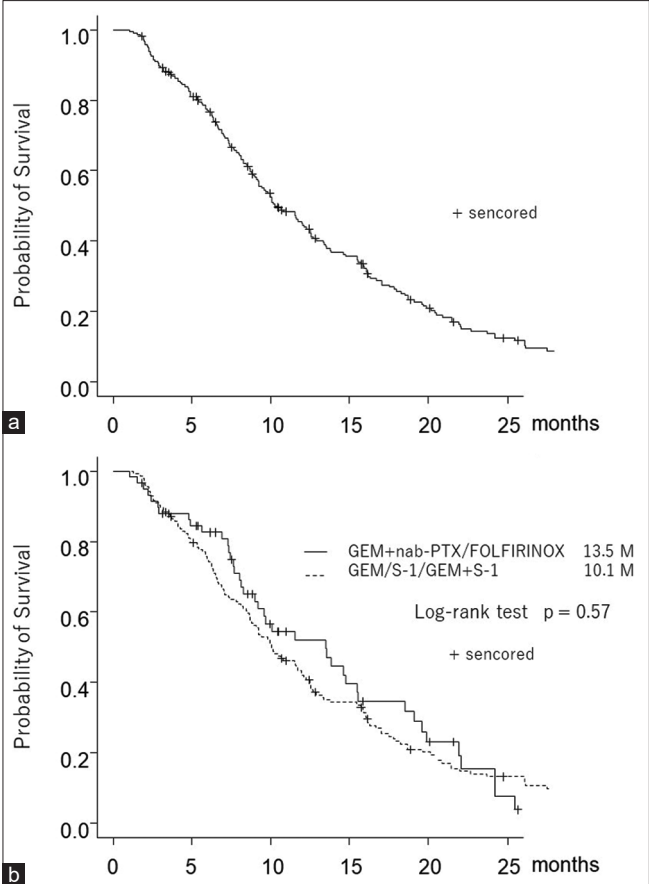 1.0
0.8
0.6
0.4
0.2
0.0
Probability of Survival
+ sencored
0 5 10 15 20 25 months
a
1.0
0.8
0.6
0.4
0.2
0.0
Probability of Survival
GEM+nab-PTX/FOLFIRINOX 13.5 M
GEM/S-1/GEM+S-1 10.1 M
Log-rank test p = 0.57
+ sencored
0 5 10 15 20 25 months
b